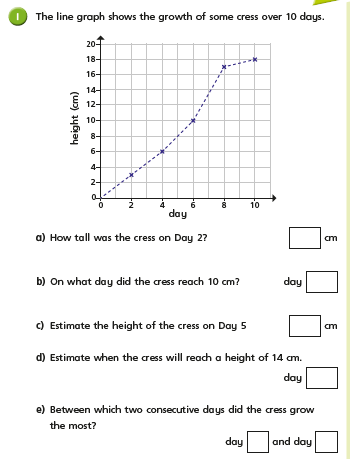 1 The line graph shows the growth of some cress over 10 days.
20
18
16
14
12
10
8
6
4
2
0
height (cm)
0 2 4 6 8 10
day
a) How tall was the cress on Day 2? cm
b) On what day did the cress reach 10 cm? day
c) Estimate the height of the cress on Day 5 cm
d) Estimate when the cress will reach a height of 14 cm.
day
e) Between which two consecutive days did the cress grow
the most?
day and day